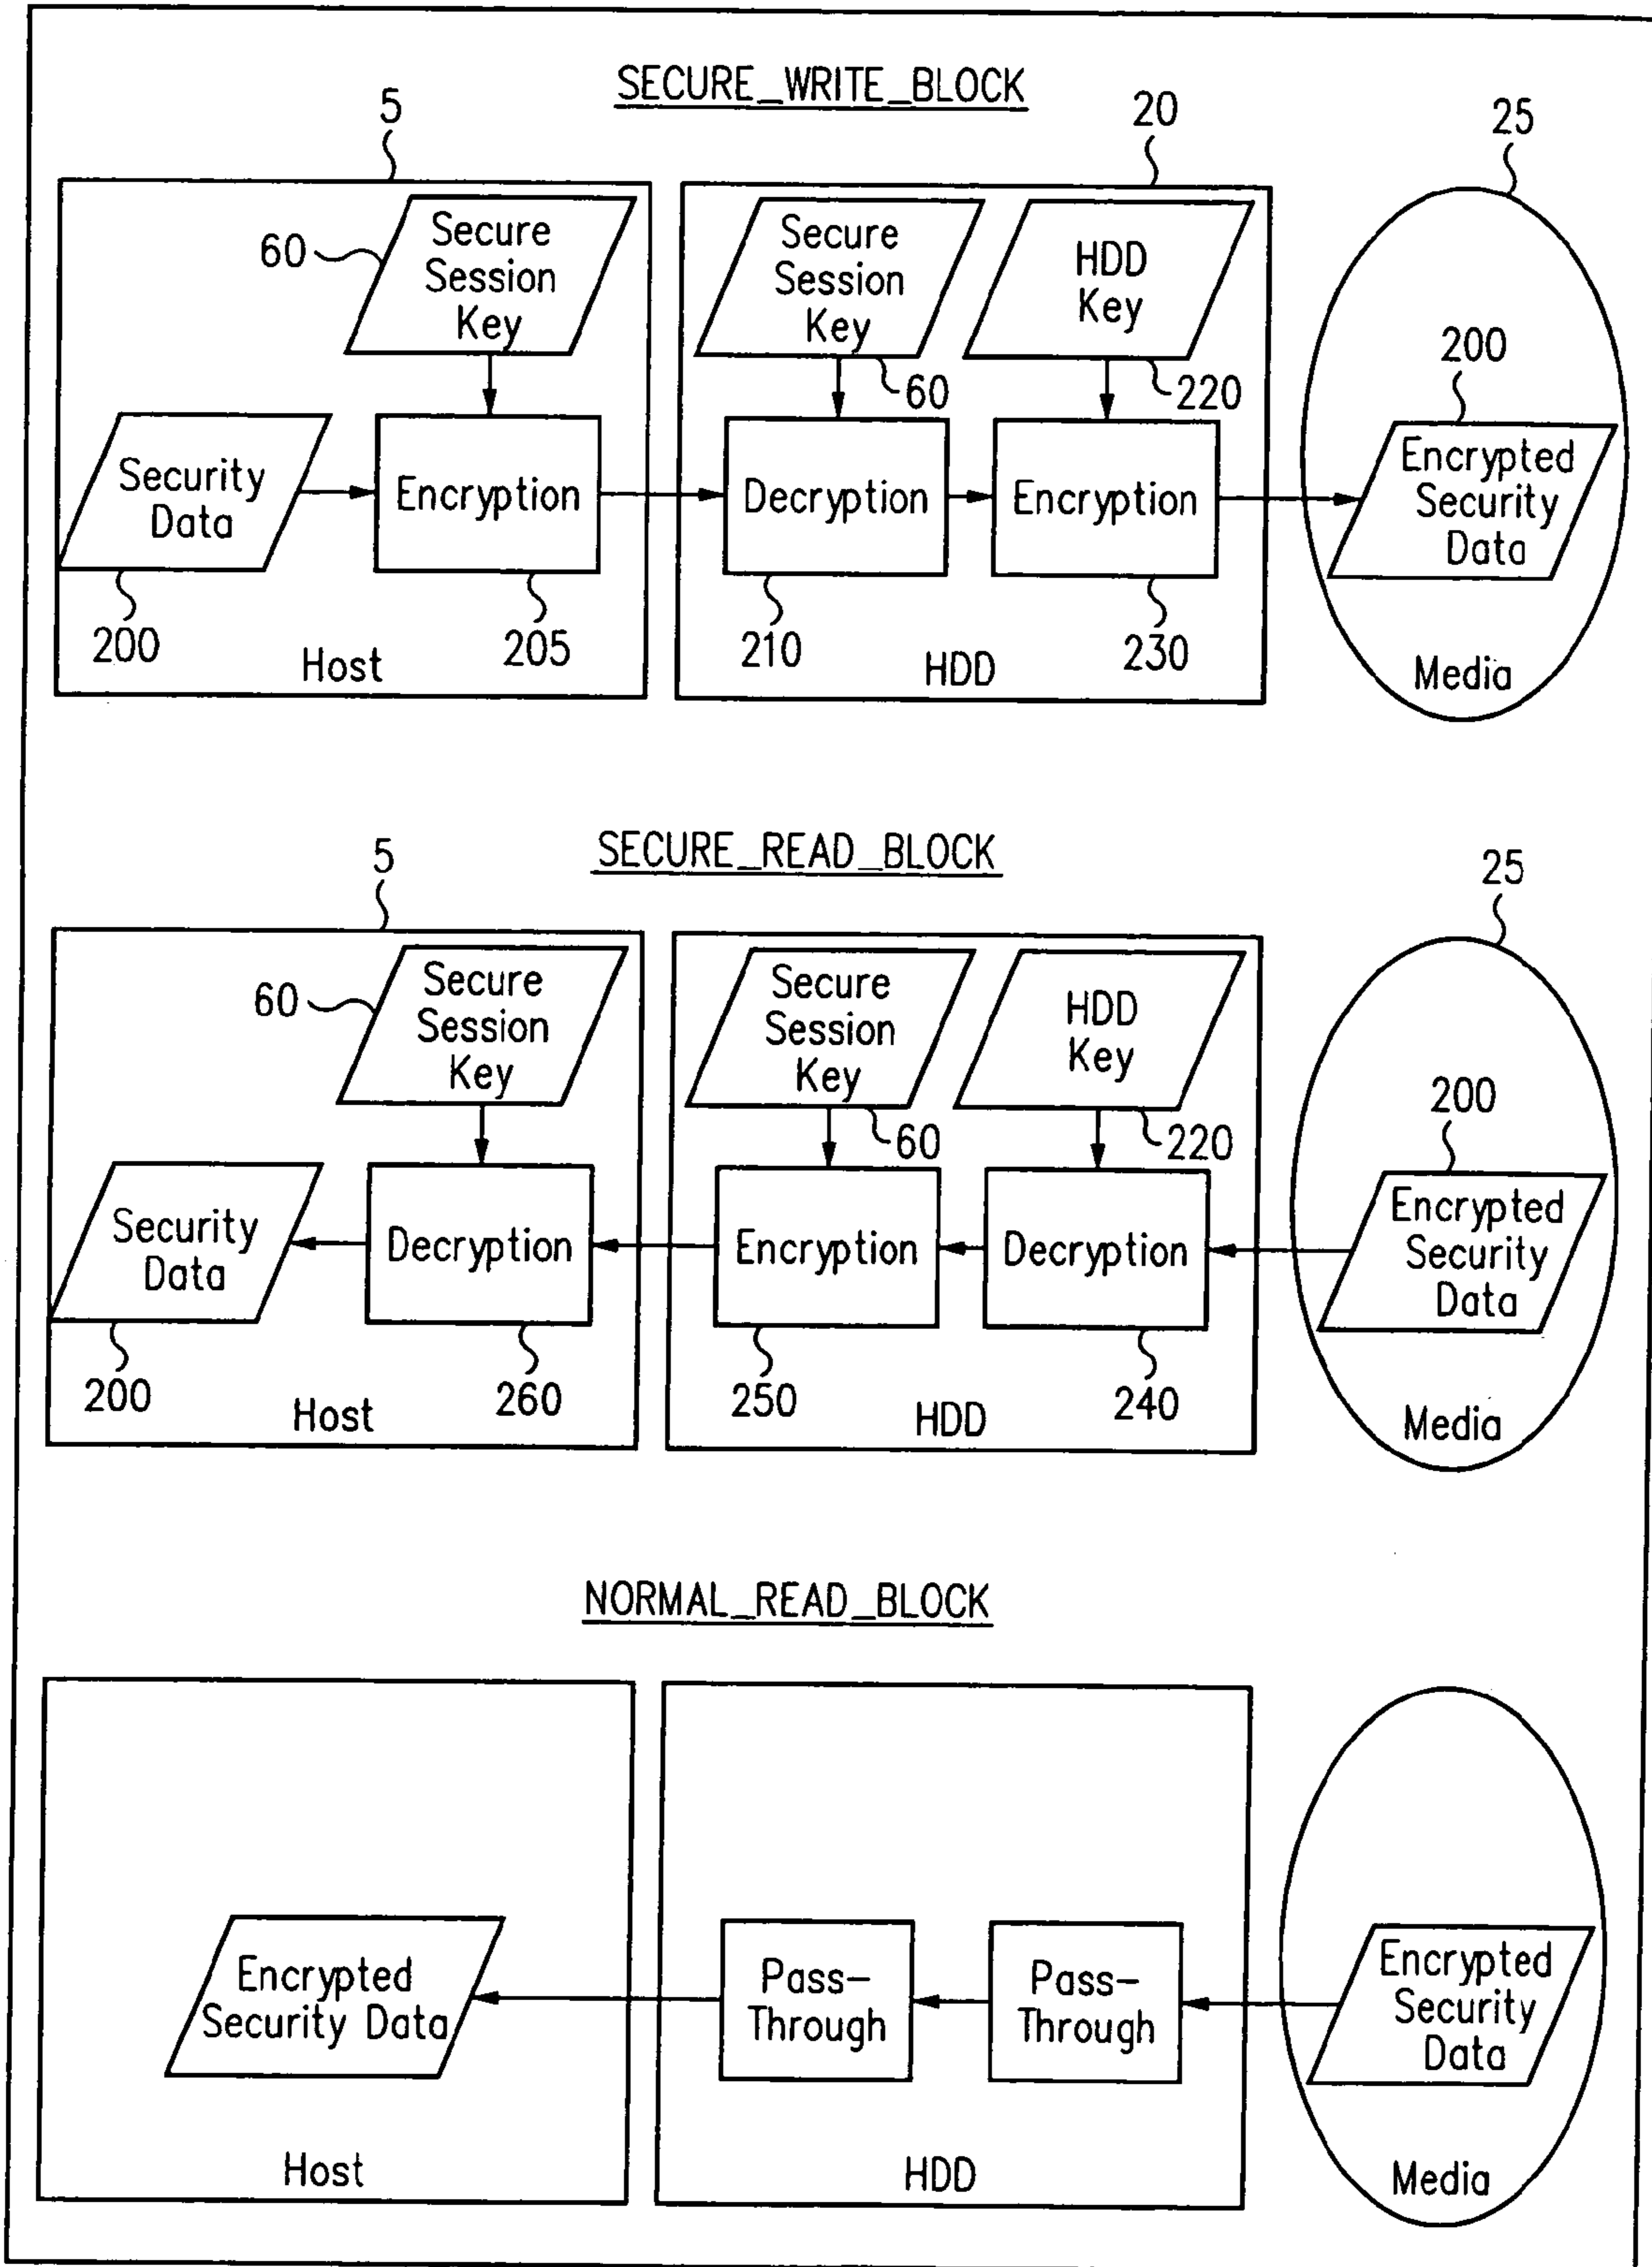 SECURE_WRITE_BLOCK
5
20
25
60
Secure
Session
Key
Secure
Session
Key
60
HDD
Key
220
200
Security
Data
Encryption
Decryption
Encryption
Encrypted
Security
Data
200
205
210
230
Host
HDD
Media
SECURE_READ_BLOCK
5
25
60
Secure
Session
Key
Secure
Session
Key
60
HDD
Key
220
200
Security
Data
Decryption
Encryption
Decryption
Encrypted
Security
Data
200
260
250
240
Host
HDD
Media
NORMAL_READ_BLOCK
Encrypted
Security Data
Pass-
Through
Pass-
Through
Encrypted
Security
Data
Host
HDD
Media